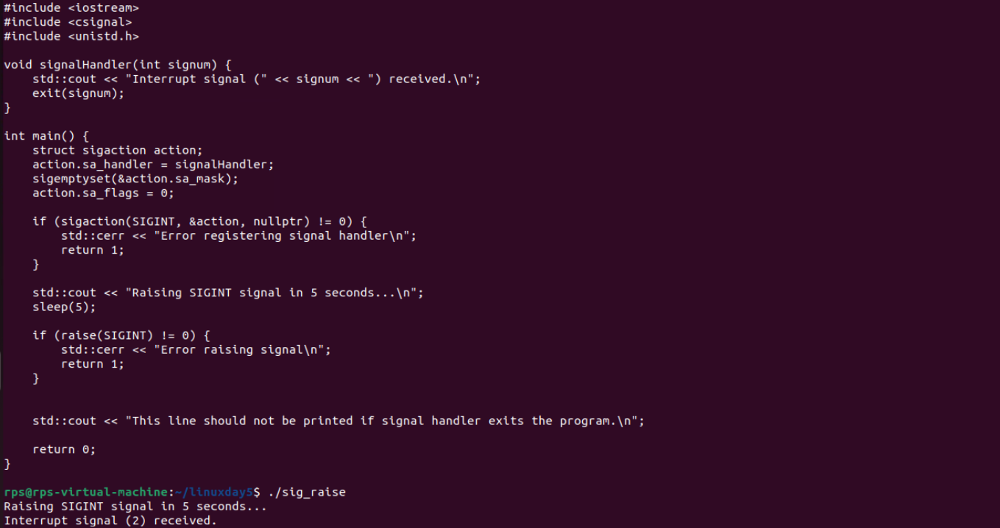 #include <iostream>
#include <csignal>
#include <unistd.h>

void signalHandler(int signum) {
    std::cout << "Interrupt signal (" << signum << ") received.\n";
    exit(signum);
}

int main() {
    struct sigaction action;
    action.sa_handler = signalHandler;
    sigemptyset(&action.sa_mask);
    action.sa_flags = 0;

    if (sigaction(SIGINT, &action, nullptr) != 0) {
        std::cerr << "Error registering signal handler\n";
        return 1;
    }

    std::cout << "Raising SIGINT signal in 5 seconds...\n";
    sleep(5);

    if (raise(SIGINT) != 0) {
        std::cerr << "Error raising signal\n";
        return 1;
    }


    std::cout << "This line should not be printed if signal handler exits the program.\n";

    return 0;
}

rps@rps-virtual-machine:~/linuxday5$ ./sig_raise
Raising SIGINT signal in 5 seconds...
Interrupt signal (2) received.